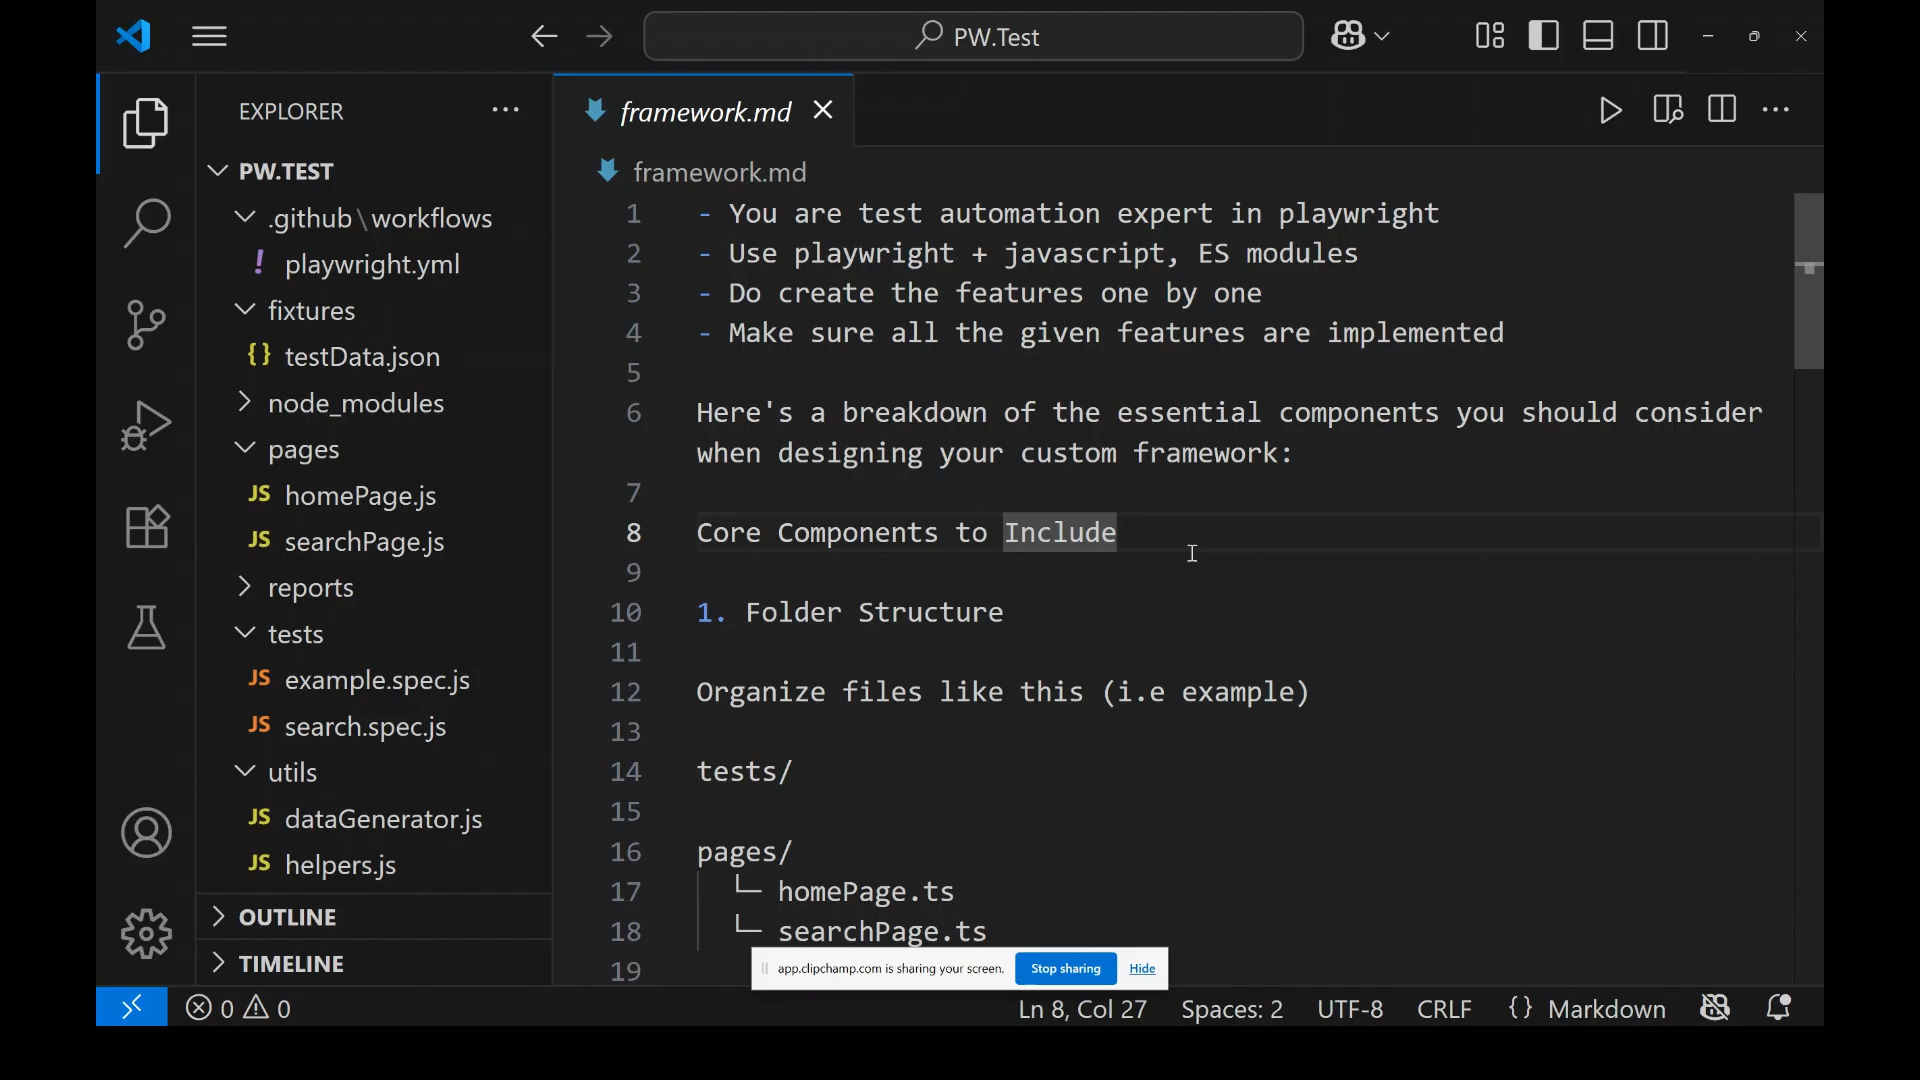 PW.Test
EXPLORER
PW.TEST
.github\workflows
! playwright.yml
fixtures
{} testData.json
node_modules
pages
JS homePage.js
JS searchPage.js
reports
tests
JS example.spec.js
JS search.spec.js
utils
JS dataGenerator.js
JS helpers.js
OUTLINE
TIMELINE
framework.md
framework.md
1 - You are test automation expert in playwright
2 - Use playwright + javascript, ES modules
3 - Do create the features one by one
4 - Make sure all the given features are implemented
5
6 Here's a breakdown of the essential components you should consider
when designing your custom framework:
7
8 Core Components to Include
9
10 1. Folder Structure
11
12 Organize files like this (i.e example)
13
14 tests/
15
16 pages/
17 └─ homePage.ts
18 └─ searchPage.ts
19
app.clipchamp.com is sharing your screen. Stop sharing Hide
0 0 Ln 8, Col 27 Spaces: 2 UTF-8 CRLF {} Markdown